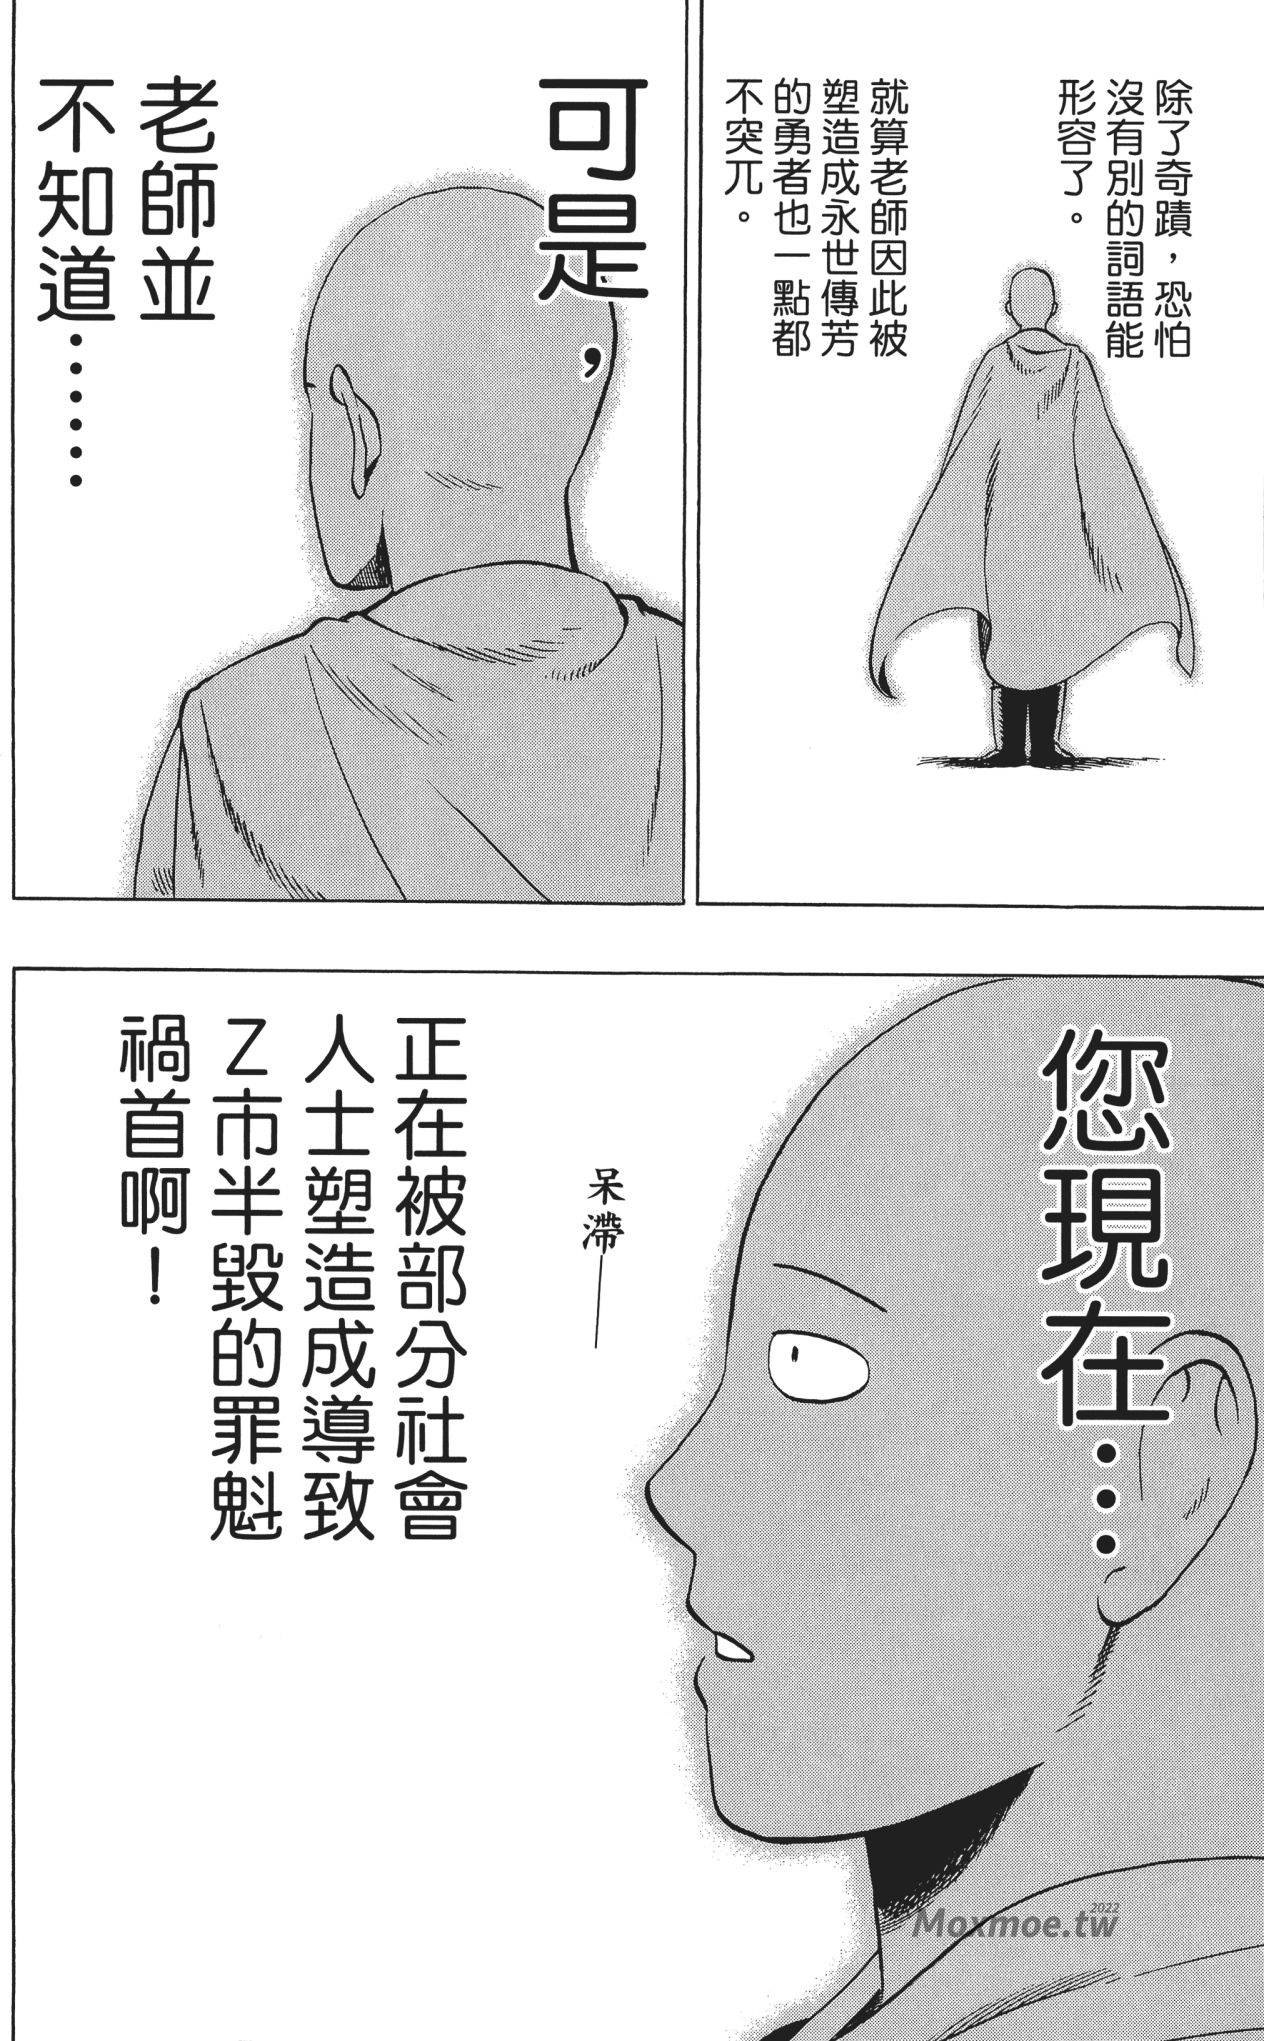 除了奇蹟，恐怕
沒有別的詞語能
形容了。
就算老師因此被
塑造成永世傳芳
的勇者也一點都
不突兀。
可是，
老師並
不知道……
您現在…
正在被部分社會
人士塑造成導致
Z市半毀的罪魁
禍首啊！
呆滯
Moxmoe.tw
2022